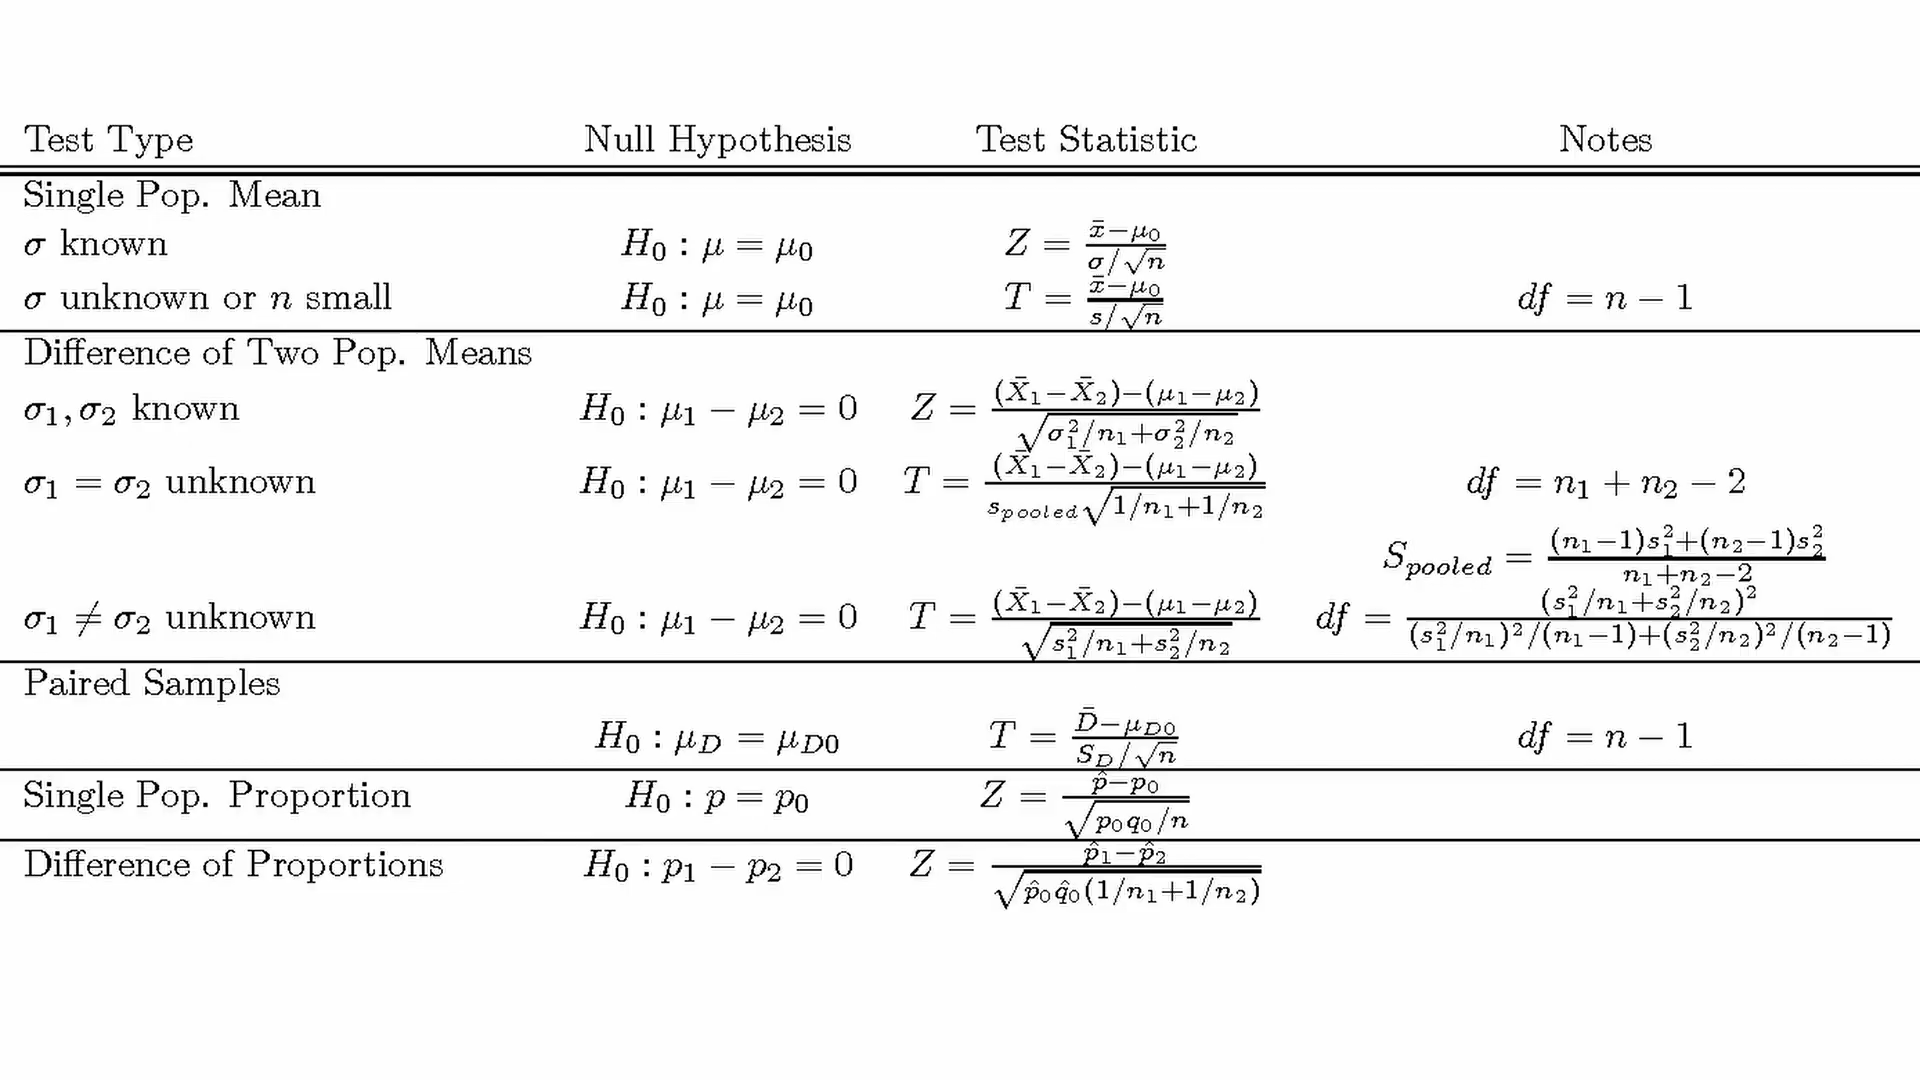 Test Type Null Hypothesis Test Statistic Notes
Single Pop. Mean
σ known H₀ : μ = μ₀ Z = (x̄−μ₀)/(σ/√n)
σ unknown or n small H₀ : μ = μ₀ T = (x̄−μ₀)/(s/√n) df = n − 1
Difference of Two Pop. Means
σ₁, σ₂ known H₀ : μ₁ − μ₂ = 0 Z = ((X̄₁−X̄₂)−(μ₁−μ₂))/√(σ₁²/n₁+σ₂²/n₂)
σ₁ = σ₂ unknown H₀ : μ₁ − μ₂ = 0 T = ((X̄₁−X̄₂)−(μ₁−μ₂))/(s_pooled√(1/n₁+1/n₂)) df = n₁ + n₂ − 2
S_pooled = ((n₁−1)s₁²+(n₂−1)s₂²)/(n₁+n₂−2)
σ₁ ≠ σ₂ unknown H₀ : μ₁ − μ₂ = 0 T = ((X̄₁−X̄₂)−(μ₁−μ₂))/√(s₁²/n₁+s₂²/n₂) df = (s₁²/n₁+s₂²/n₂)²/((s₁²/n₁)²/(n₁−1)+(s₂²/n₂)²/(n₂−1))
Paired Samples
H₀ : μ_D = μ_D0 T = (D̄−μ_D0)/(S_D/√n) df = n − 1
Single Pop. Proportion H₀ : p = p₀ Z = (p̂−p₀)/√(p₀q₀/n)
Difference of Proportions H₀ : p₁ − p₂ = 0 Z = (p̂₁−p̂₂)/√(p̂₀q̂₀(1/n₁+1/n₂))